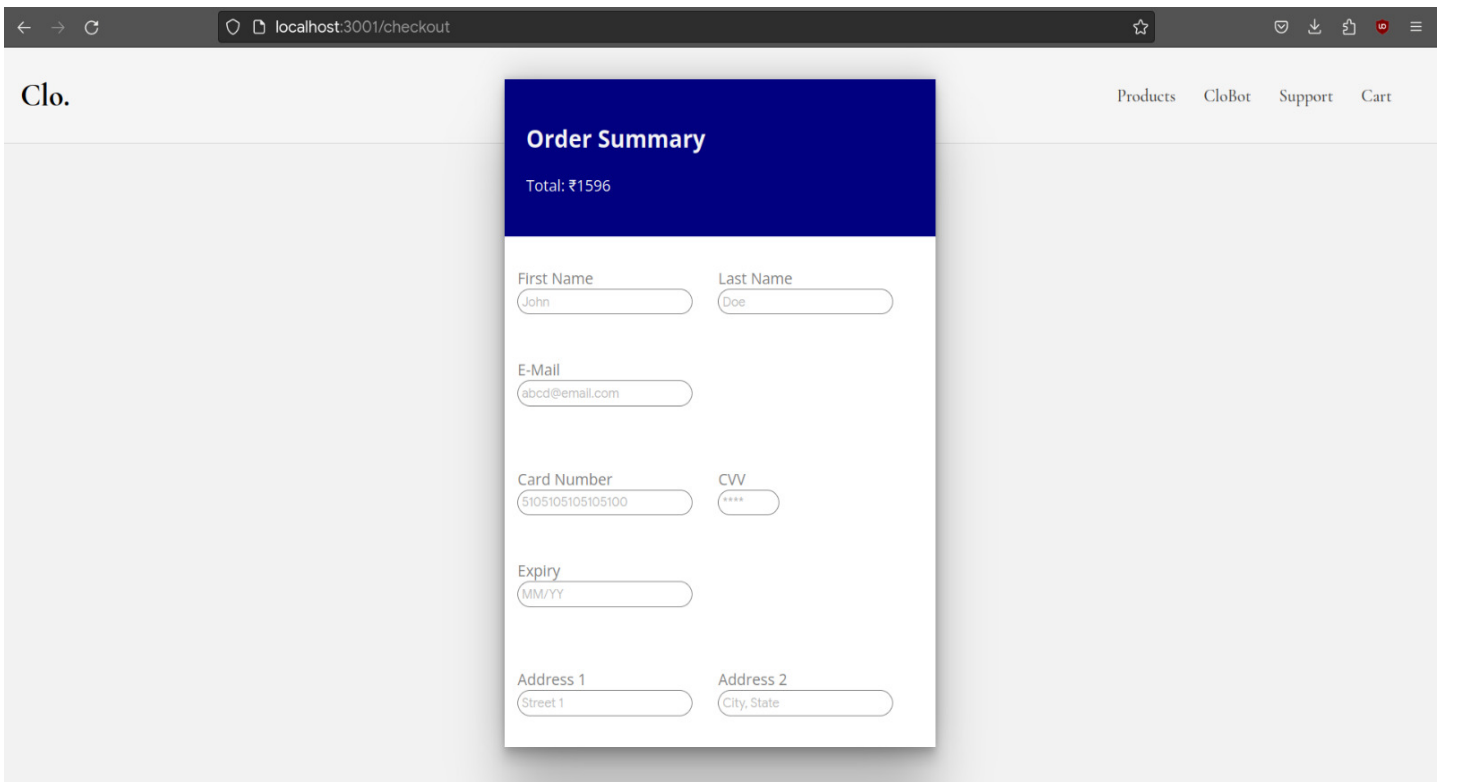 localhost:3001/checkout
Clo.
Products CloBot Support Cart
Order Summary
Total: ₹1596
First Name Last Name
John Doe
E-Mail
abcd@email.com
Card Number CVV
5105105105105100 ****
Expiry
MM/YY
Address 1 Address 2
Street 1 City, State